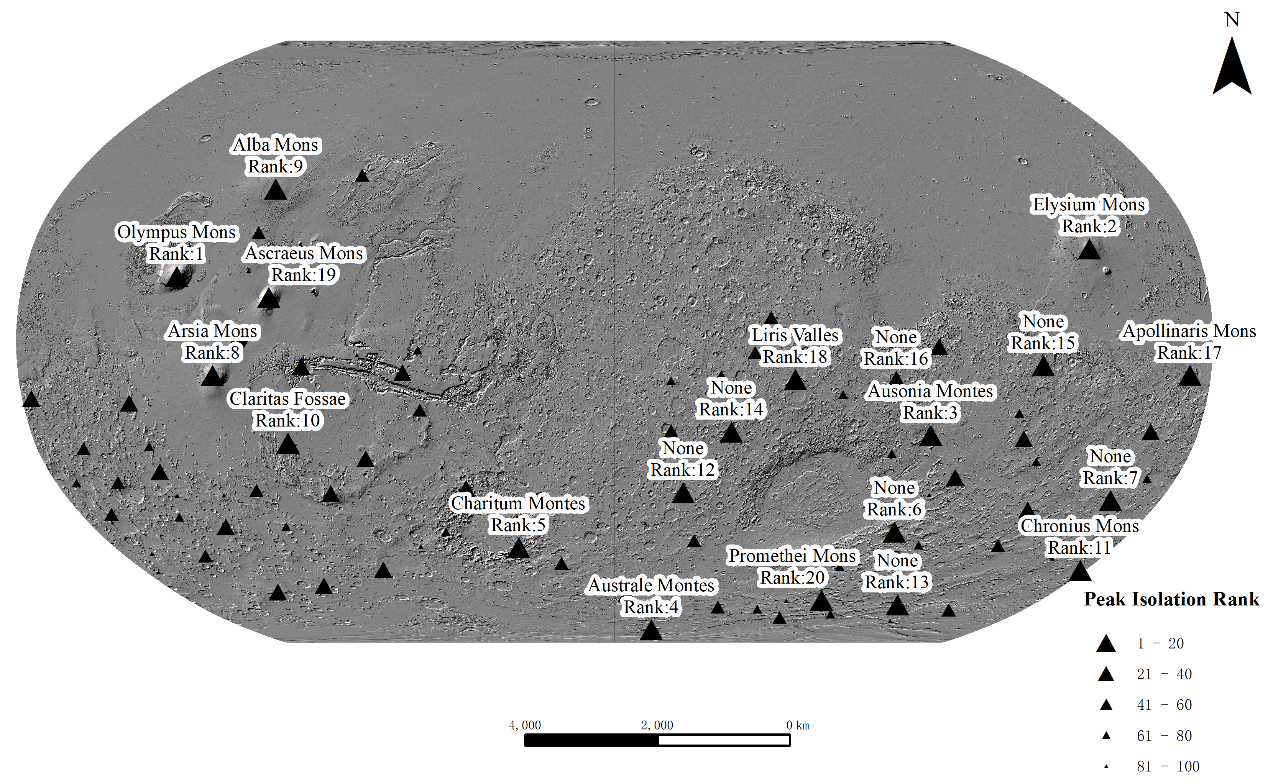 N
Alba Mons
Rank:9
Elysium Mons
Rank:2
Olympus Mons
Rank:1
Ascraeus Mons
Rank:19
Arsia Mons
Rank:8
Liris Valles
Rank:18
None
Rank:16
None
Rank:15
Apollinaris Mons
Rank:17
Claritas Fossae
Rank:10
None
Rank:14
Ausonia Montes
Rank:3
None
Rank:12
None
Rank:7
Charitum Montes
Rank:5
None
Rank:6
Chronius Mons
Rank:11
Promethei Mons
Rank:20
None
Rank:13
Australe Montes
Rank:4
Peak Isolation Rank
1 - 20
21 - 40
41 - 60
61 - 80
81 - 100
4,000 2,000 0 km